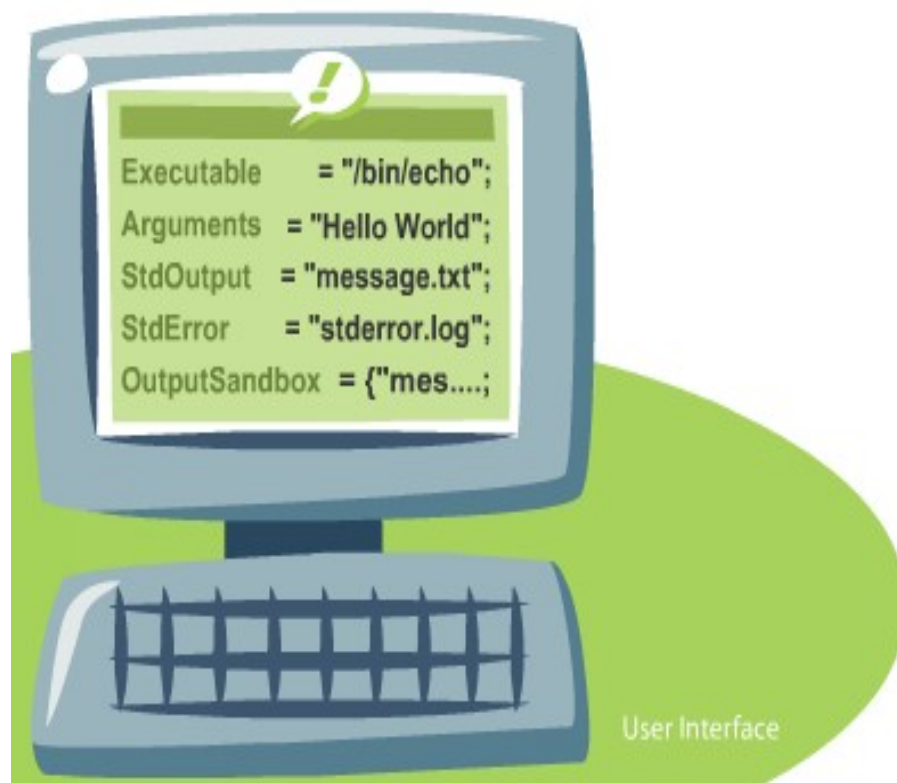 !
Executable = "/bin/echo";
Arguments = "Hello World";
StdOutput = "message.txt";
StdError = "stderror.log";
OutputSandbox = {"mes....;
User Interface